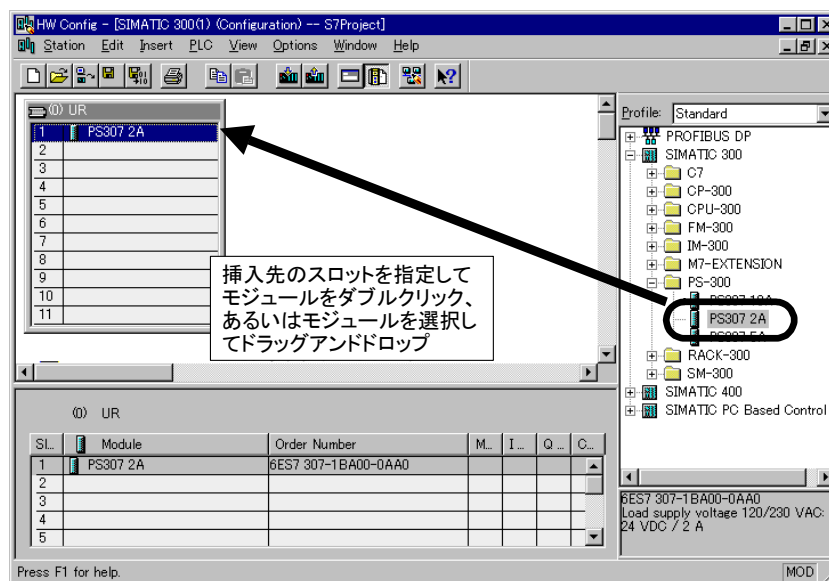 HW Config - [SIMATIC 300(1) (Configuration) -- S7Project]
Station Edit Insert PLC View Options Window Help
(0) UR
1 PS307 2A
2
3
4
5
6
7
8
9
10
11
挿入先のスロットを指定して
モジュールをダブルクリック、
あるいはモジュールを選択し
てドラッグアンドドロップ
Profile: Standard
PROFIBUS DP
SIMATIC 300
C7
CP-300
CPU-300
FM-300
IM-300
M7-EXTENSION
PS-300
PS307 10A
PS307 2A
PS307 5A
RACK-300
SM-300
SIMATIC 400
SIMATIC PC Based Control
(0) UR
Sl... Module Order Number M... I... Q... C...
1 PS307 2A 6ES7 307-1BA00-0AA0
2
3
4
5
6ES7 307-1BA00-0AA0
Load supply voltage 120/230 VAC:
24 VDC / 2 A
Press F1 for help.
MOD